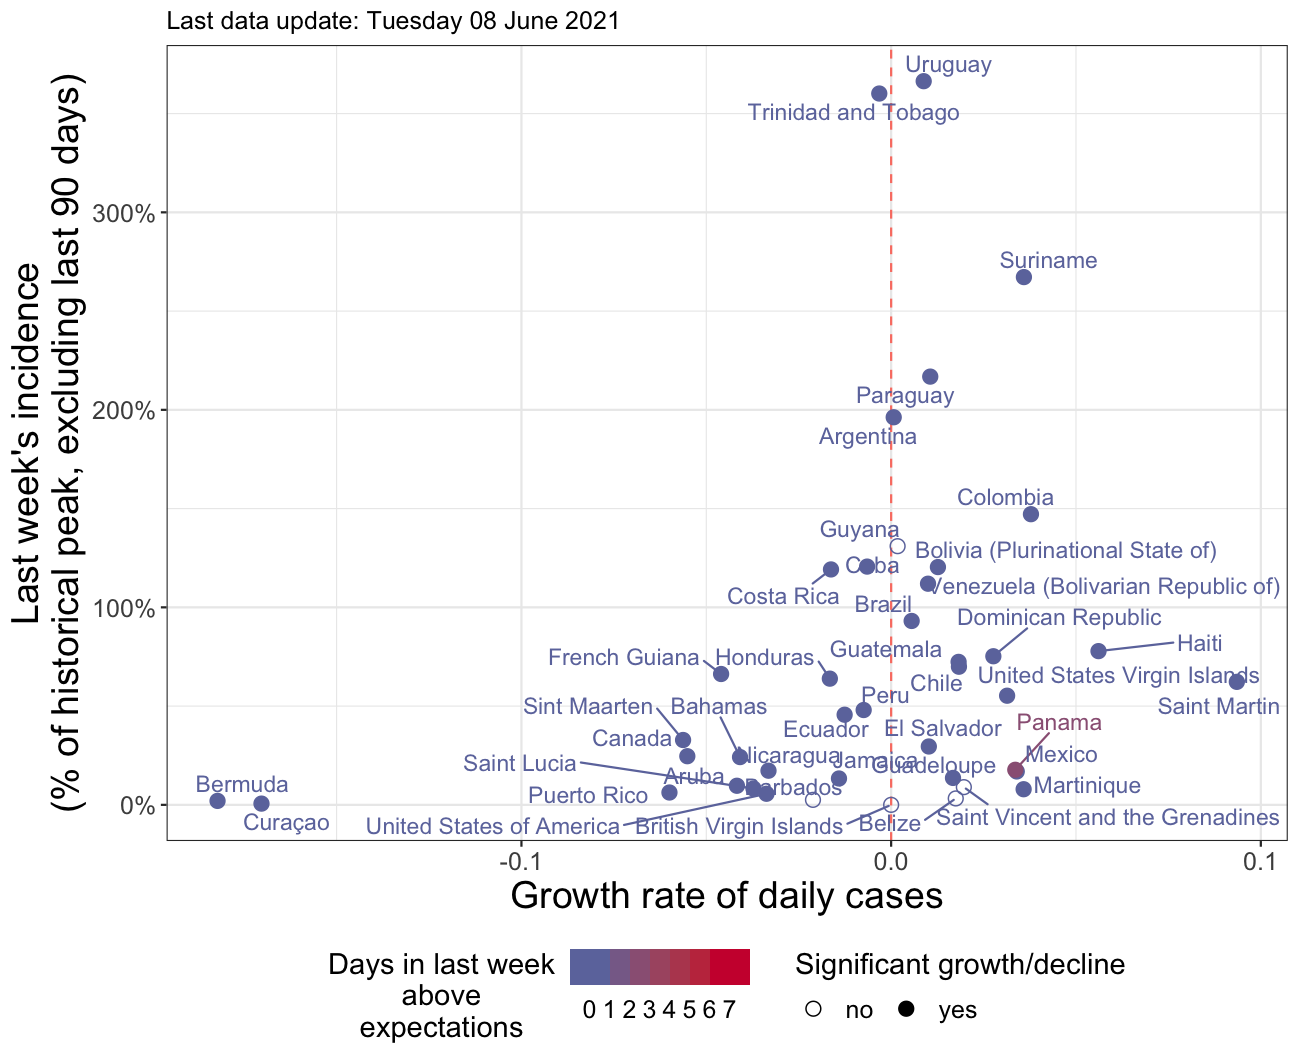 Last data update: Tuesday 08 June 2021
Last week's incidence
(% of historical peak, excluding last 90 days)
300%
200%
100%
0%
Uruguay
Trinidad and Tobago
Suriname
Paraguay
Argentina
Colombia
Guyana
Bolivia (Plurinational State of)
Cuba
Venezuela (Bolivarian Republic of)
Costa Rica
Brazil
Dominican Republic
Haiti
Guatemala
French Guiana
Honduras
United States Virgin Islands
Chile
Peru
Saint Martin
Sint Maarten
Bahamas
Panama
Ecuador
El Salvador
Canada
Mexico
Nicaragua
Jamaica
Saint Lucia
Guadeloupe
Aruba
Bermuda
Barbados
Martinique
Puerto Rico
Curaçao
United States of America
British Virgin Islands
Belize
Saint Vincent and the Grenadines
-0.1
0.0
0.1
Growth rate of daily cases
Days in last week
above
expectations
0 1 2 3 4 5 6 7
Significant growth/decline
no
yes